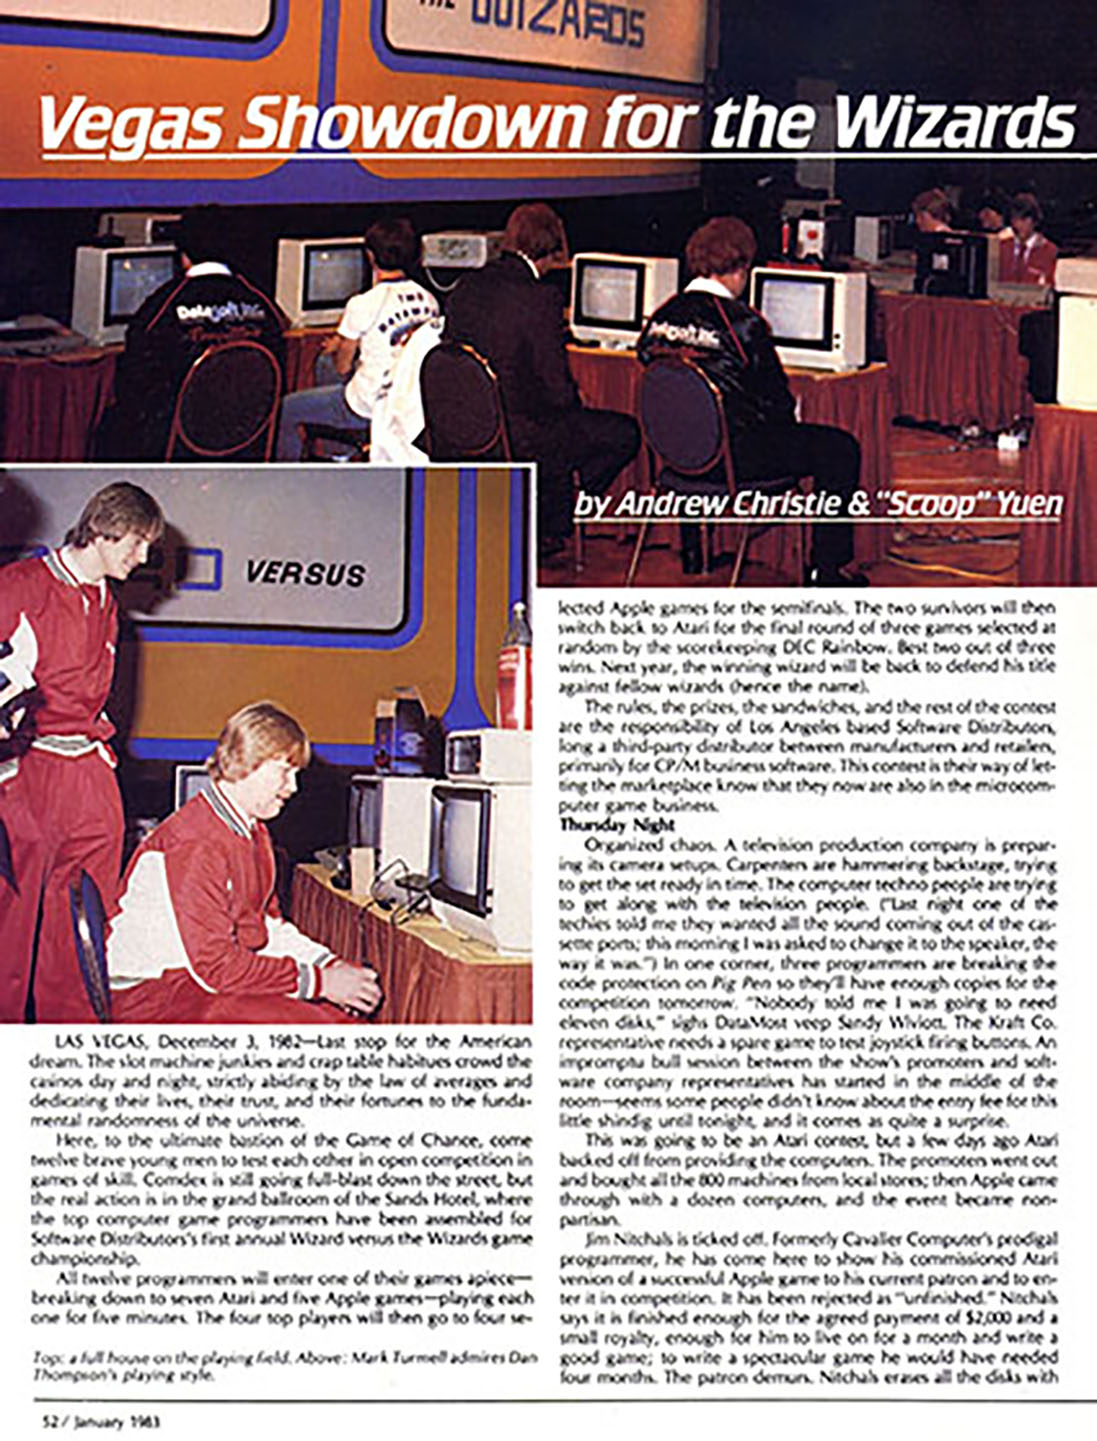 THE WIZARDS
Vegas Showdown for the Wizards
DataSoft Inc.
THE
DataSoft Inc.
by Andrew Christie & "Scoop" Yuen
VERSUS
LAS VEGAS, December 3, 1982—Last stop for the American
dream. The slot machine junkies and crap table habitues crowd the
casinos day and night, strictly abiding by the law of averages and
dedicating their lives, their trust, and their fortunes to the funda-
mental randomness of the universe.
Here, to the ultimate bastion of the Game of Chance, come
twelve brave young men to test each other in open competition in
games of skill. Comdex is still going full-blast down the street, but
the real action is in the grand ballroom of the Sands Hotel, where
the top computer game programmers have been assembled for
Software Distributors's first annual Wizard versus the Wizards game
championship.
All twelve programmers will enter one of their games apiece—
breaking down to seven Atari and five Apple games—playing each
one for five minutes. The four top players will then go to four se-
Top: a full house on the playing field. Above: Mark Turmell admires Dan
Thompson's playing style.
lected Apple games for the semifinals. The two survivors will then
switch back to Atari for the final round of three games selected at
random by the scorekeeping DEC Rainbow. Best two out of three
wins. Next year, the winning wizard will be back to defend his title
against fellow wizards (hence the name).
The rules, the prizes, the sandwiches, and the rest of the contest
are the responsibility of Los Angeles based Software Distributors,
long a third-party distributor between manufacturers and retailers,
primarily for CP/M business software. This contest is their way of let-
ting the marketplace know that they now are also in the microcom-
puter game business.
Thursday Night
Organized chaos. A television production company is prepar-
ing its camera setups. Carpenters are hammering backstage, trying
to get the set ready in time. The computer techno people are trying
to get along with the television people. ("Last night one of the
techies told me they wanted all the sound coming out of the cas-
sette ports; this morning I was asked to change it to the speaker, the
way it was.") In one corner, three programmers are breaking the
code protection on Pig Pen so they'll have enough copies for the
competition tomorrow. "Nobody told me I was going to need
eleven disks," sighs DataMost veep Sandy Wiviott. The Kraft Co.
representative needs a spare game to test joystick firing buttons. An
impromptu bull session between the show's promoters and soft-
ware company representatives has started in the middle of the
room—seems some people didn't know about the entry fee for this
little shindig until tonight, and it comes as quite a surprise.
This was going to be an Atari contest, but a few days ago Atari
backed off from providing the computers. The promoters went out
and bought all the 800 machines from local stores; then Apple came
through with a dozen computers, and the event became non-
partisan.
Jim Nitchals is ticked off. Formerly Cavalier Computer's prodigal
programmer, he has come here to show his commissioned Atari
version of a successful Apple game to his current patron and to en-
ter it in competition. It has been rejected as "unfinished." Nitchals
says it is finished enough for the agreed payment of $2,000 and a
small royalty, enough for him to live on for a month and write a
good game; to write a spectacular game he would have needed
four months. The patron demurs. Nitchals erases all the disks with
52 / January 1983